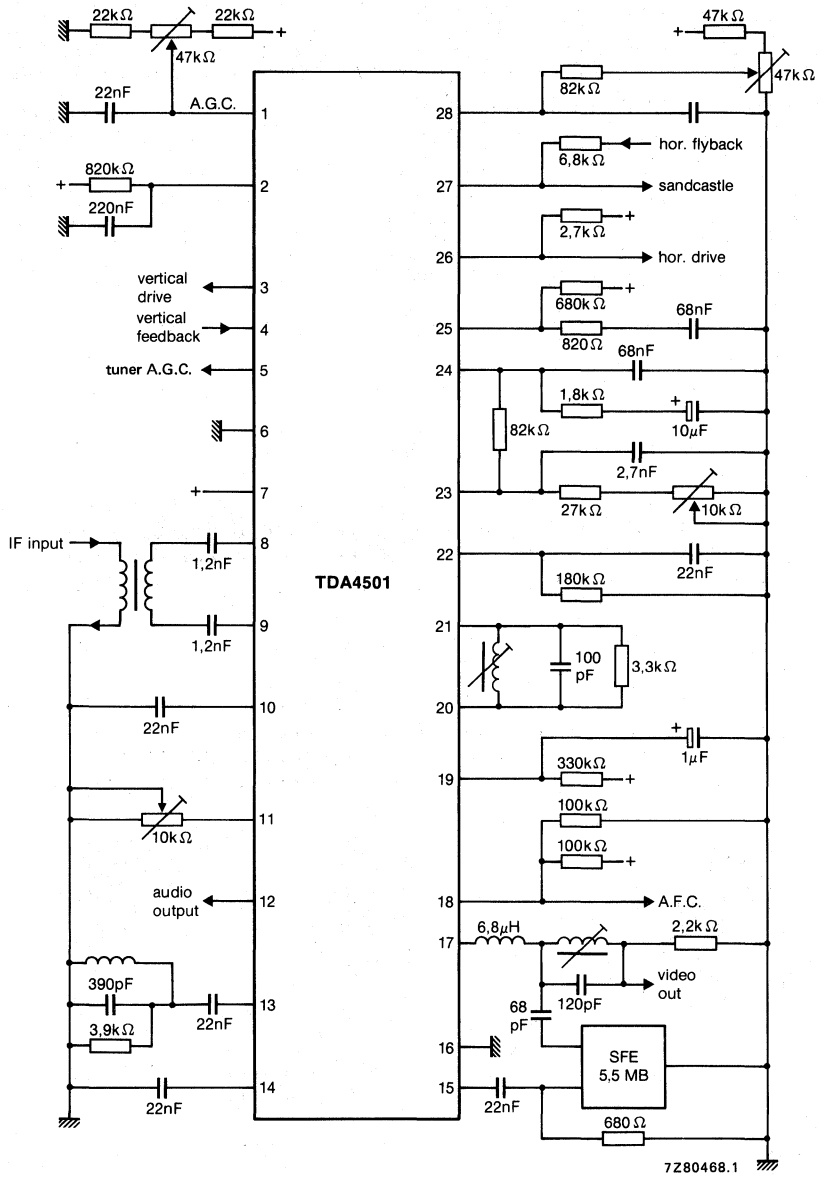 22kΩ
22kΩ
+
47kΩ
22nF
A.G.C.
1
820kΩ
+
2
220nF
vertical
drive
3
vertical
feedback
4
tuner A.G.C.
5
6
+
7
IF input
8
1,2nF
9
1,2nF
10
22nF
11
10kΩ
audio
output
12
390pF
13
22nF
3,9kΩ
14
22nF
TDA4501
47kΩ
+
47kΩ
82kΩ
28
hor. flyback
6,8kΩ
27
sandcastle
+
2,7kΩ
26
hor. drive
+
680kΩ
68nF
25
820Ω
68nF
24
1,8kΩ
+
10μF
82kΩ
2,7nF
23
27kΩ
10kΩ
22
22nF
180kΩ
21
100
pF
3,3kΩ
20
+
1μF
330kΩ
19
+
100kΩ
100kΩ
+
18
A.F.C.
6,8μH
2,2kΩ
17
video
out
120pF
68
pF
16
SFE
5,5 MB
15
22nF
680Ω
7Z80468.1